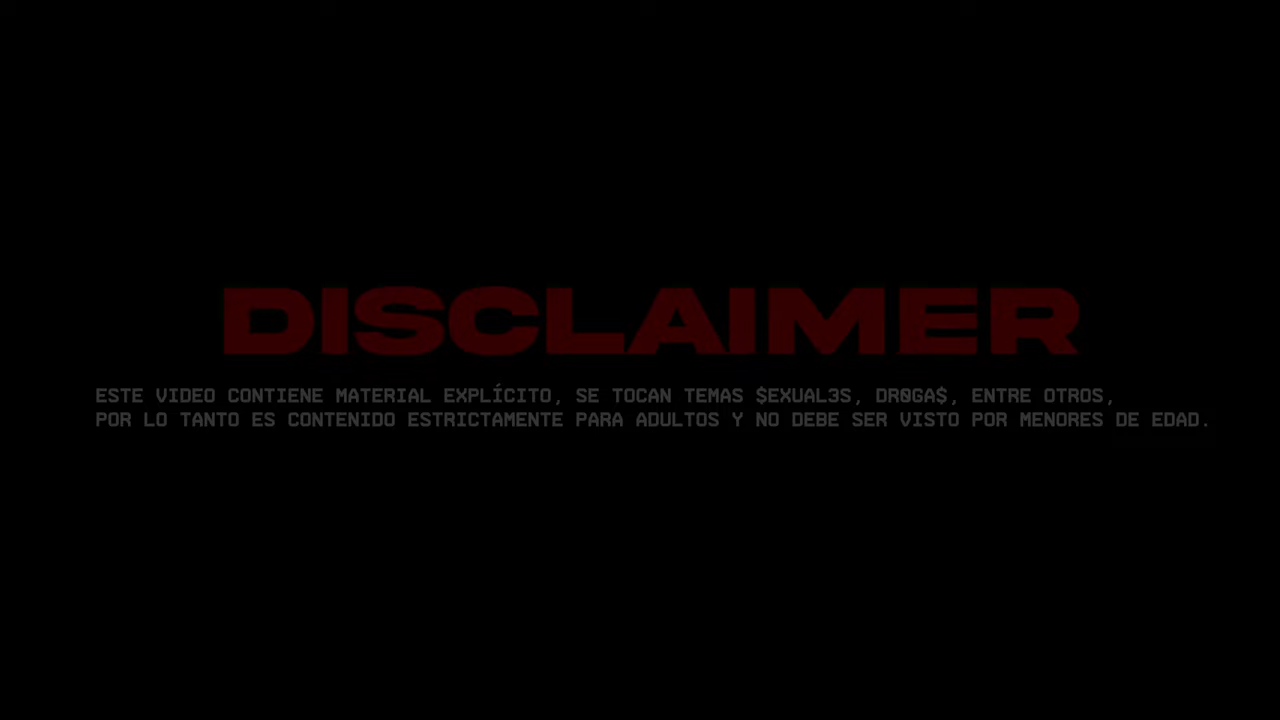 DISCLAIMER
ESTE VIDEO CONTIENE MATERIAL EXPLÍCITO, SE TOCAN TEMAS $EXUAL3S, DR0GA$, ENTRE OTROS,
POR LO TANTO ES CONTENIDO ESTRICTAMENTE PARA ADULTOS Y NO DEBE SER VISTO POR MENORES DE EDAD.